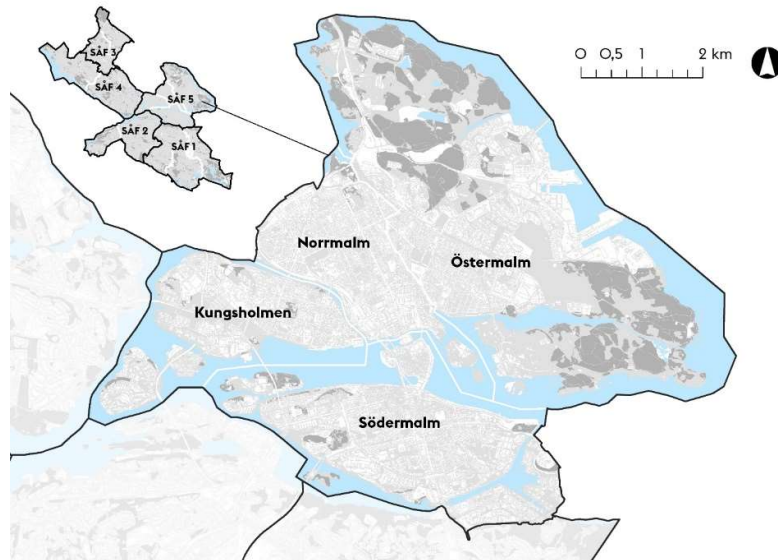 SÅF 3
SÅF 4
SÅF 5
SÅF 2
SÅF 1
0 0,5 1 2 km
Norrmalm
Östermalm
Kungsholmen
Södermalm